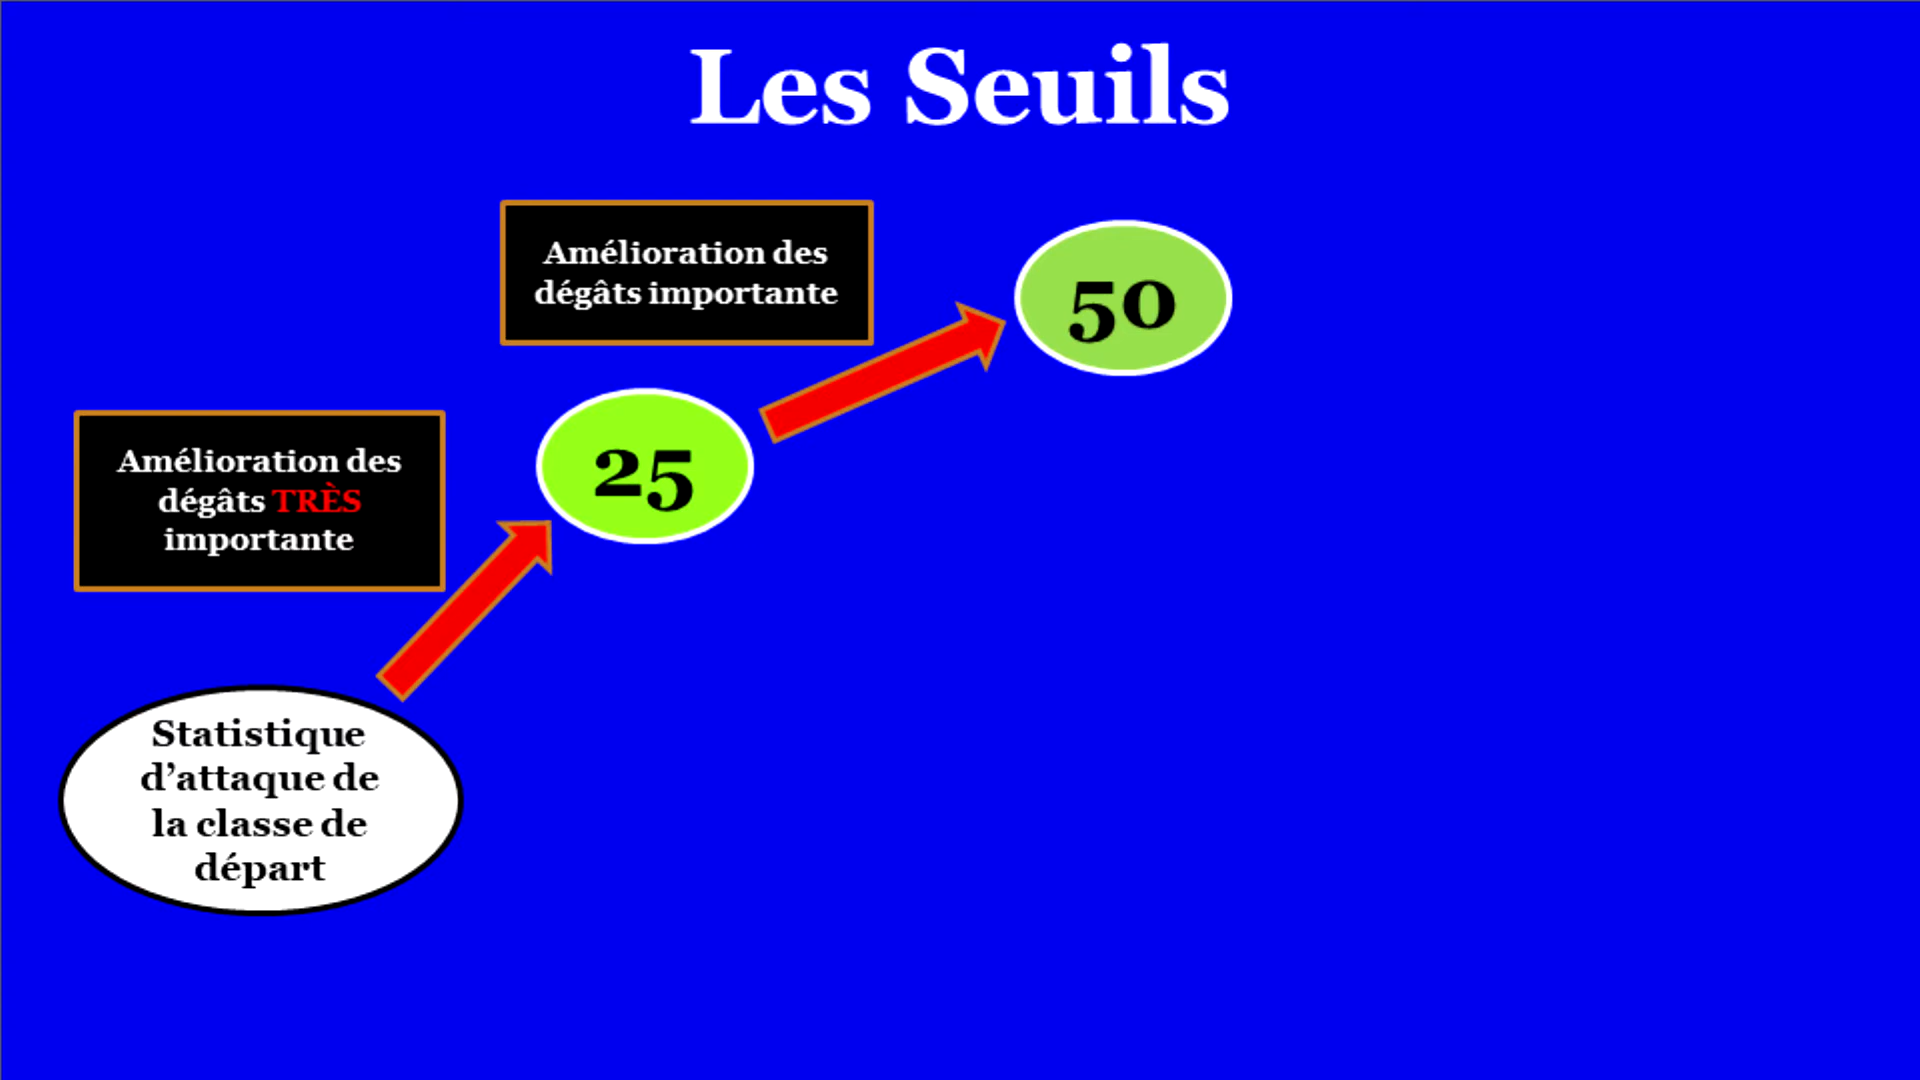 Les Seuils
Amélioration des
dégâts importante
50
25
Amélioration des
dégâts TRÈS
importante
Statistique
d’attaque de
la classe de
départ